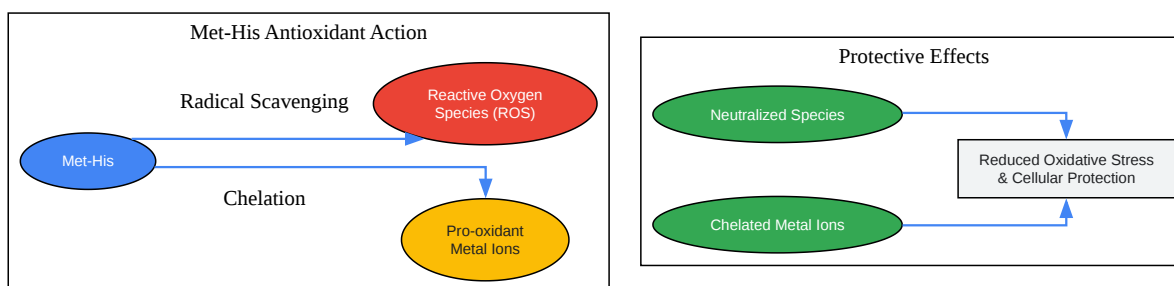 Met-His Antioxidant Action
Radical Scavenging
Reactive Oxygen
Species (ROS)
Met-His
Chelation
Pro-oxidant
Metal Ions
Protective Effects
Neutralized Species
Reduced Oxidative Stress
& Cellular Protection
Chelated Metal Ions